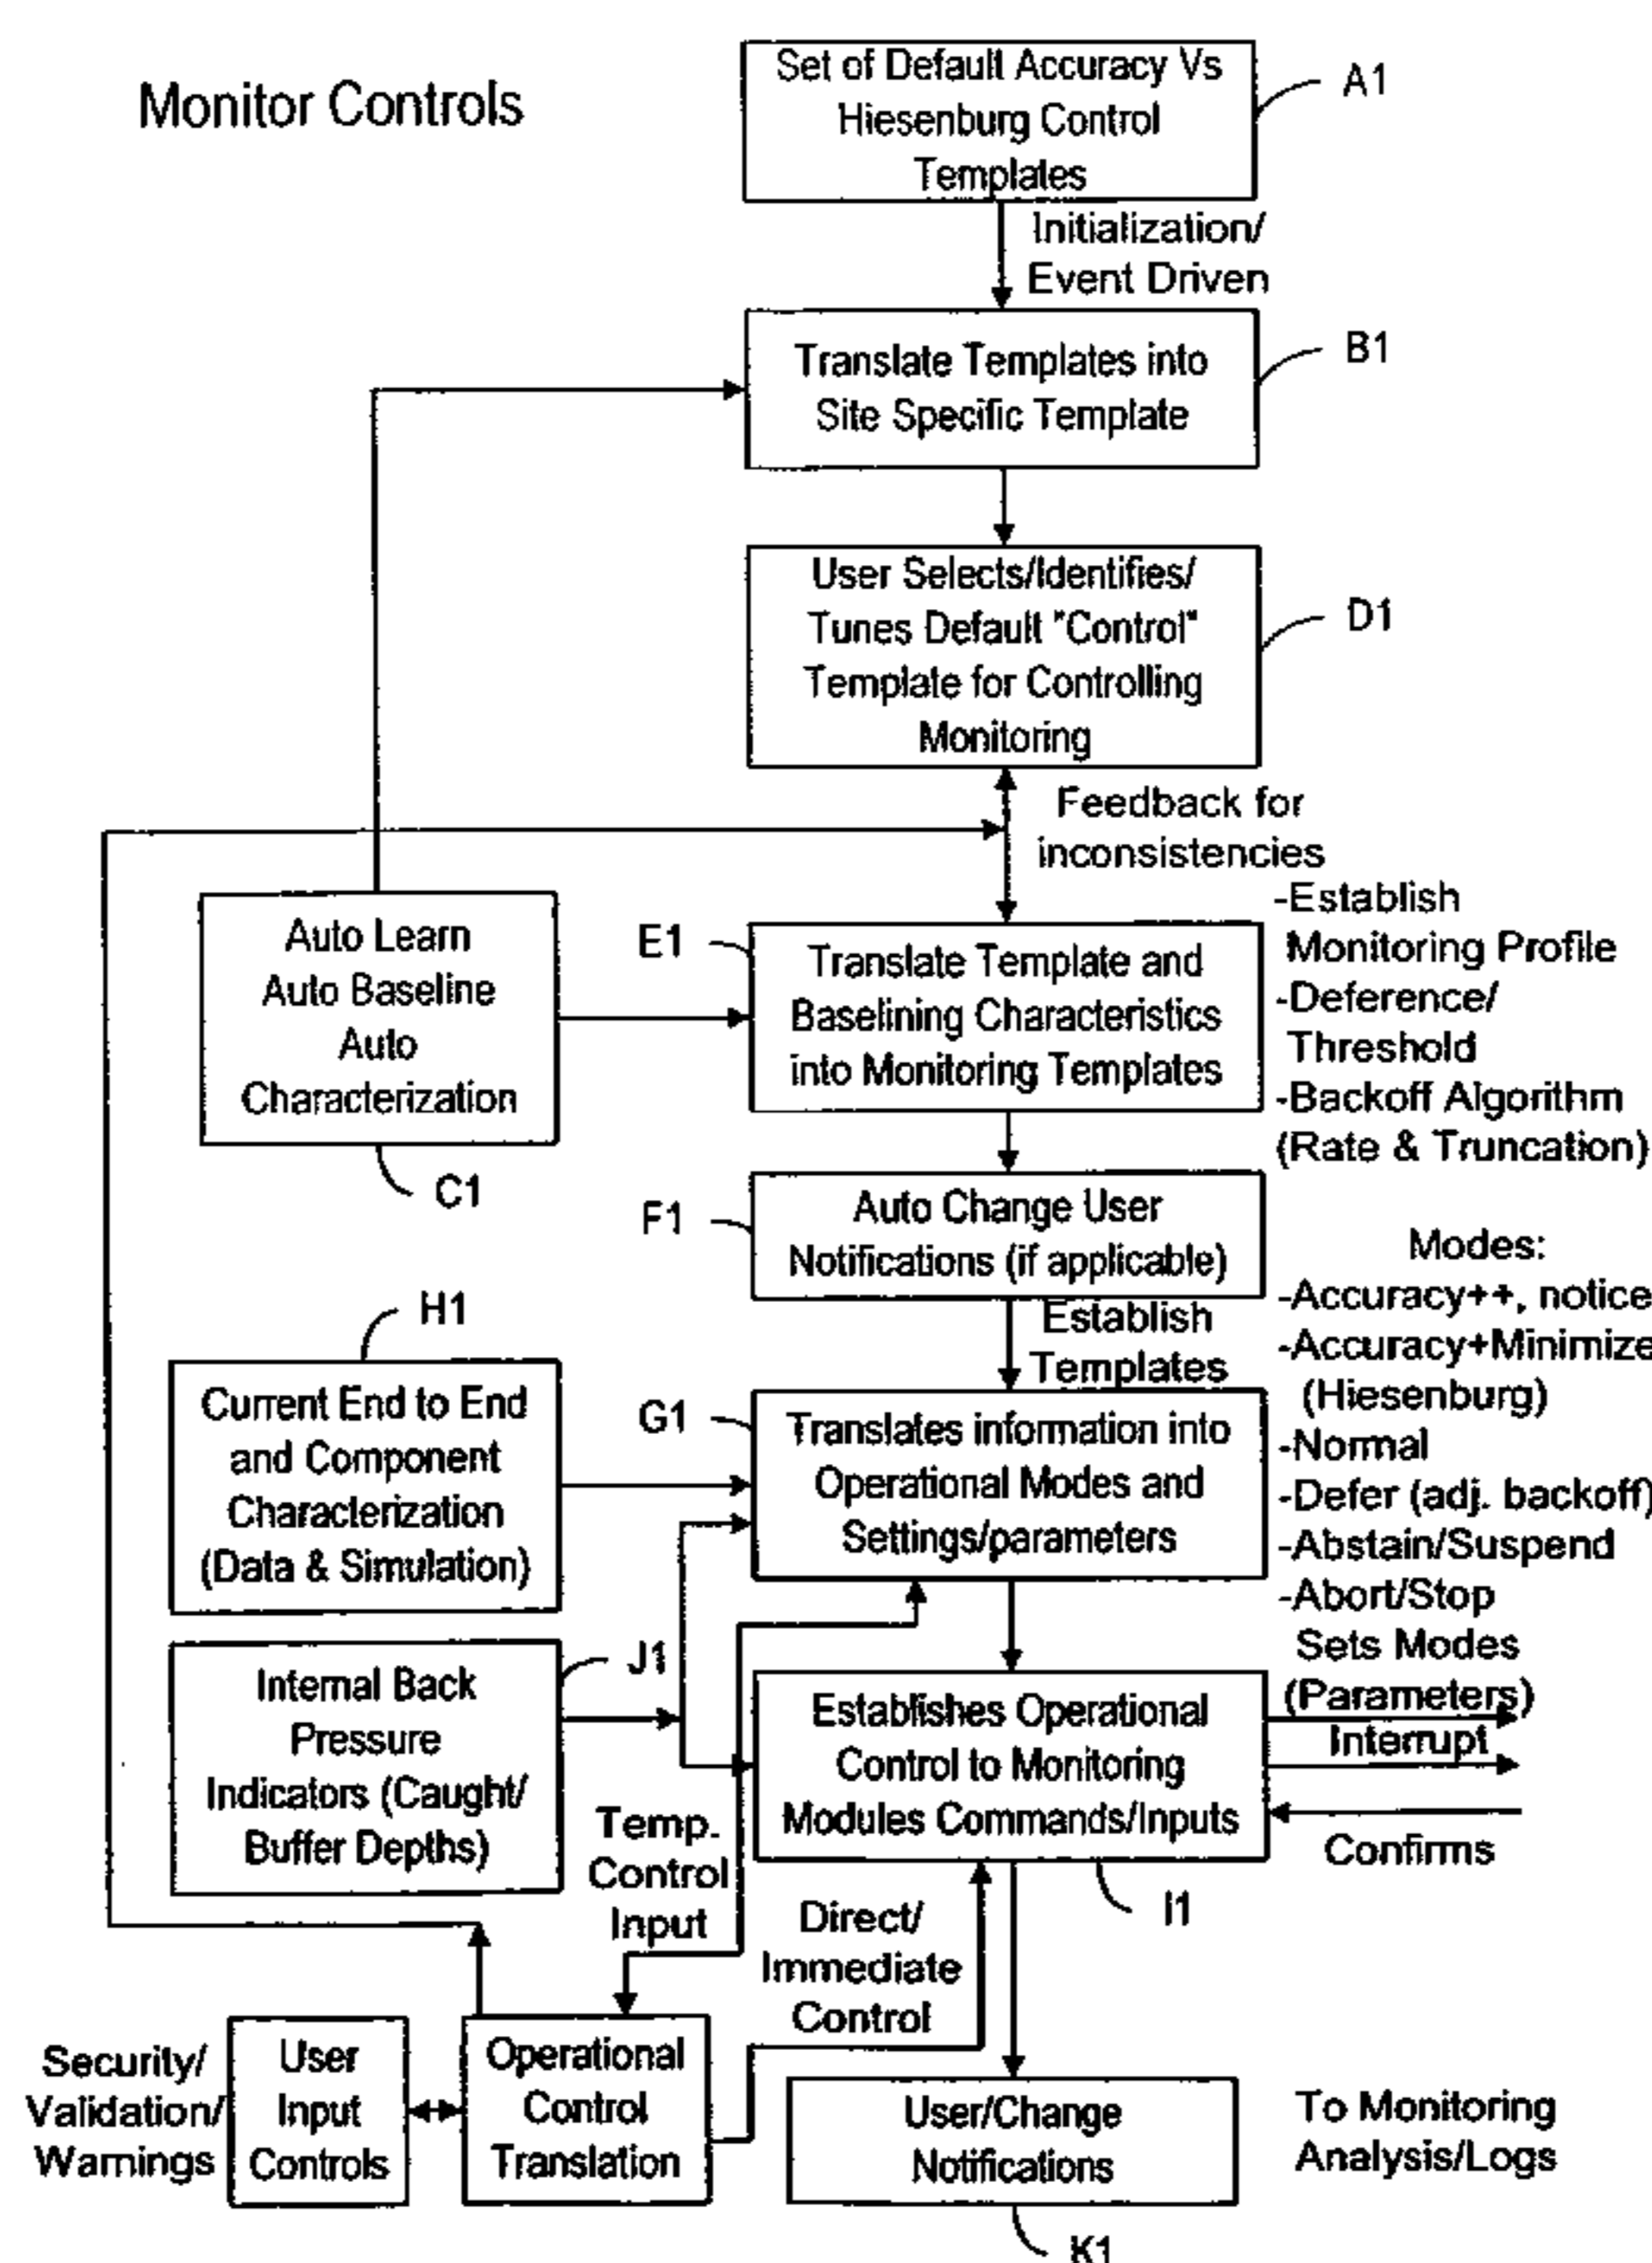 Monitor Controls
Set of Default Accuracy Vs
Hiesenburg Control
Templates
A1
Initialization/
Event Driven
Translate Templates into
Site Specific Template
B1
User Selects/Identifies/
Tunes Default "Control"
Template for Controlling
Monitoring
D1
Feedback for
inconsistencies
Auto Learn
Auto Baseline
Auto
Characterization
C1
E1
Translate Template and
Baselining Characteristics
into Monitoring Templates
-Establish
Monitoring Profile
-Deference/
Threshold
-Backoff Algorithm
(Rate & Truncation)
F1
Auto Change User
Notifications (if applicable)
Establish
Templates
Modes:
-Accuracy++, notice
-Accuracy+Minimize
(Hiesenburg)
-Normal
-Defer (adj. backoff)
-Abstain/Suspend
-Abort/Stop
H1
Current End to End
and Component
Characterization
(Data & Simulation)
G1
Translates information into
Operational Modes and
Settings/parameters
J1
Internal Back
Pressure
Indicators (Caught/
Buffer Depths)
Sets Modes
(Parameters)
Interrupt
Confirms
Establishes Operational
Control to Monitoring
Modules Commands/Inputs
I1
Temp.
Control
Input
Direct/
Immediate
Control
Security/
Validation/
Warnings
User
Input
Controls
Operational
Control
Translation
User/Change
Notifications
K1
To Monitoring
Analysis/Logs